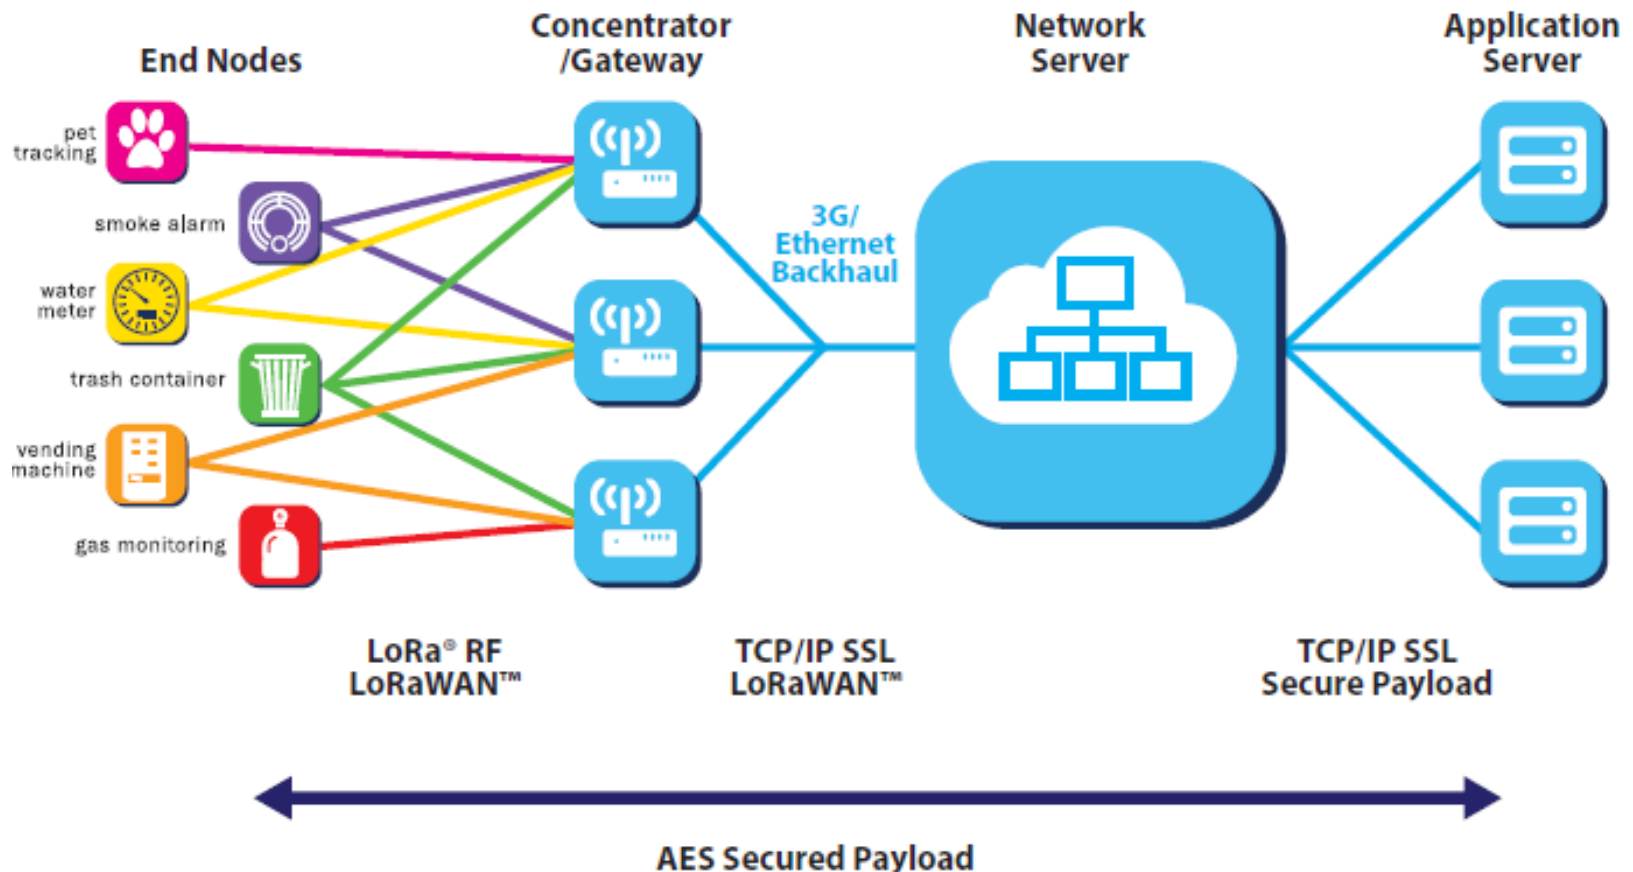 End Nodes
Concentrator
/Gateway
Network
Server
Application
Server
pet
tracking
smoke alarm
water
meter
trash container
vending
machine
gas monitoring
3G/
Ethernet
Backhaul
LoRa® RF
LoRaWAN™
TCP/IP SSL
LoRaWAN™
TCP/IP SSL
Secure Payload
AES Secured Payload